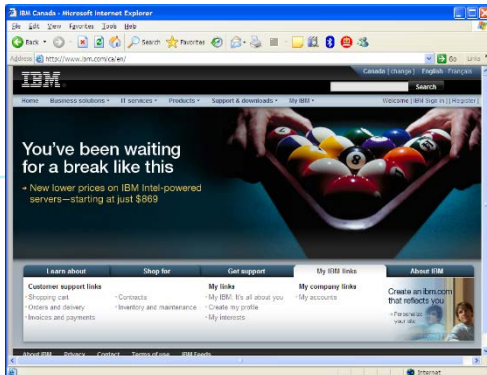 IBM Canada - Microsoft Internet Explorer
File Edit View Favorites Tools Help
Back Search Favorites
Address http://www.ibm.com/ca/en/ Go Links
Canada [ change ] English Français
IBM
Search
Home Business solutions IT services Products Support & downloads My IBM Welcome [ IBM Sign in ] [ Register ]
You've been waiting
for a break like this
New lower prices on IBM Intel-powered
servers—starting at just $869
8
Learn about Shop for Get support My IBM links About IBM
Customer support links My links My company links
Shopping cart Contracts My IBM: It's all about you My accounts
Orders and delivery Inventory and maintenance Create my profile
Invoices and payments My interests
Create an ibm.com
that reflects you
Personalize
your site
About IBM Privacy Contact Terms of use IBM Feeds
Internet